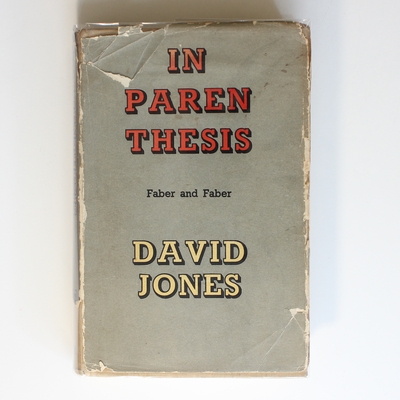 IN
PAREN
THESIS
Faber and Faber
DAVID
JONES